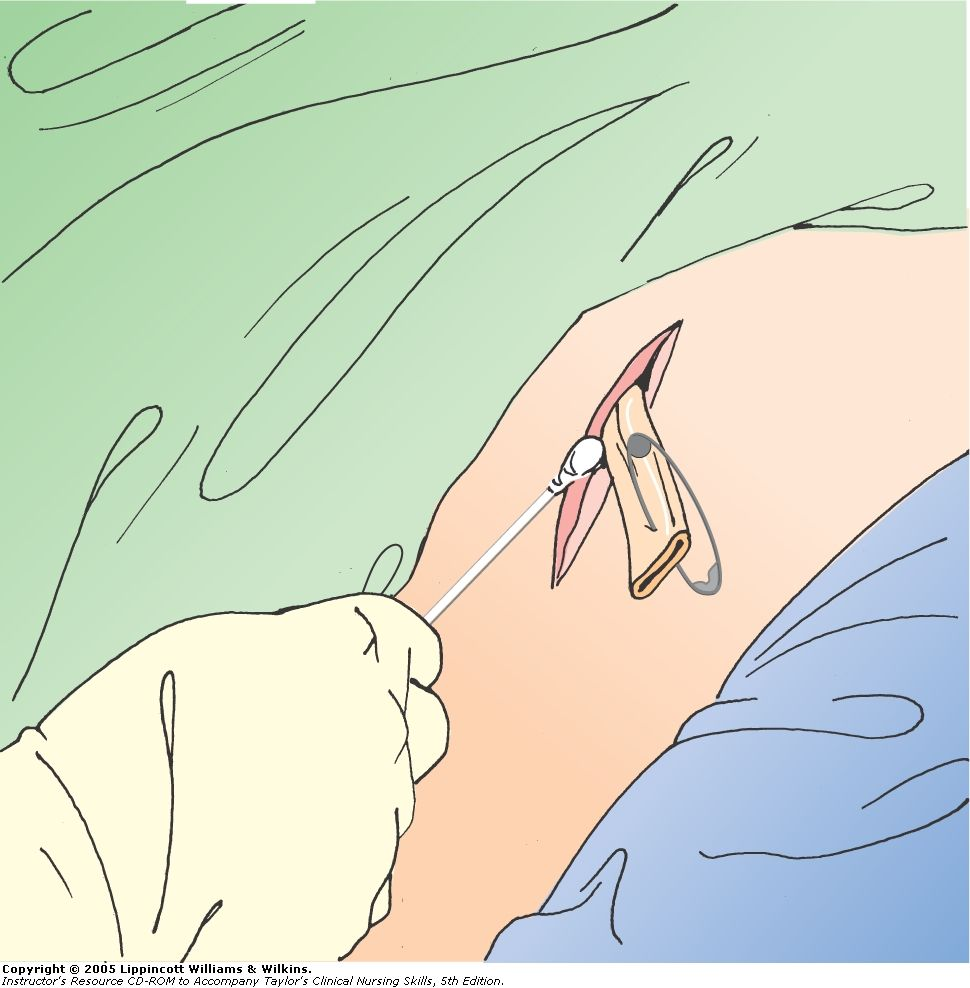 Copyright © 2005 Lippincott Williams & Wilkins.
Instructor's Resource CD-ROM to Accompany Taylor's Clinical Nursing Skills, 5th Edition.